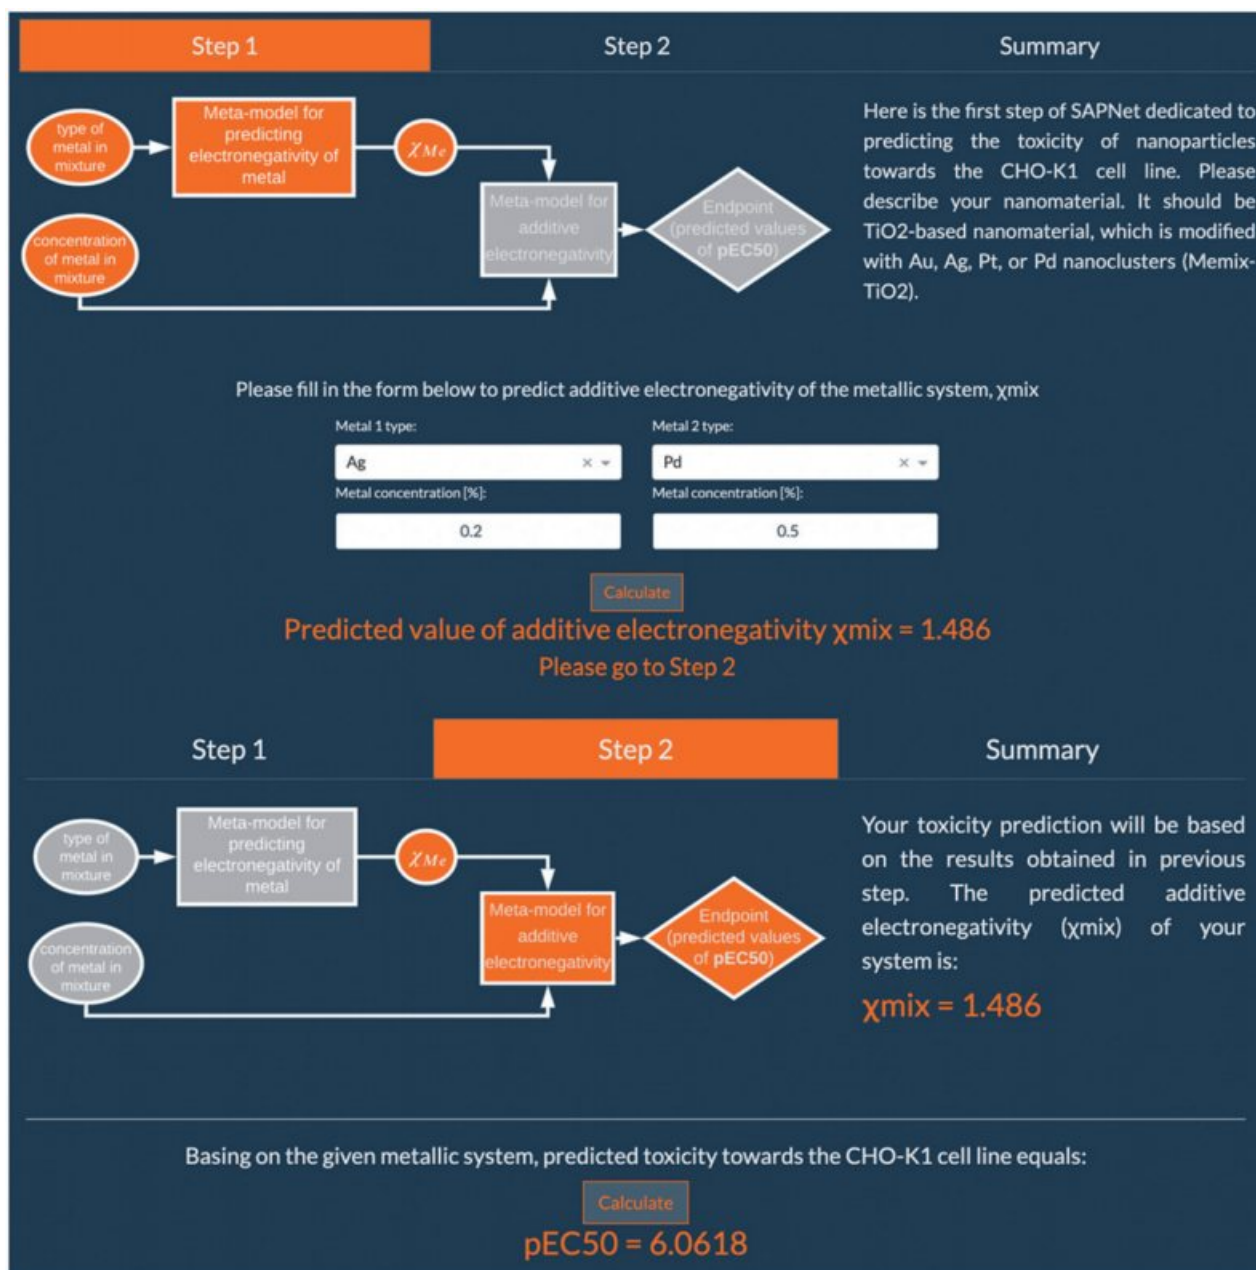 Step 1
Step 2
Summary
type of
metal in
mixture
Meta-model for
predicting
electronegativity of
metal
χMe
concentration
of metal in
mixture
Meta-model for
additive
electronegativity
Endpoint
(predicted values
of pEC50)
Here is the first step of SAPNet dedicated to
predicting the toxicity of nanoparticles
towards the CHO-K1 cell line. Please
describe your nanomaterial. It should be
TiO2-based nanomaterial, which is modified
with Au, Ag, Pt, or Pd nanoclusters (Memix-
TiO2).
Please fill in the form below to predict additive electronegativity of the metallic system, χmix
Metal 1 type:
Metal 2 type:
Ag
Pd
Metal concentration [%]:
Metal concentration [%]:
0.2
0.5
Calculate
Predicted value of additive electronegativity χmix = 1.486
Please go to Step 2
Step 1
Step 2
Summary
type of
metal in
mixture
Meta-model for
predicting
electronegativity of
metal
χMe
concentration
of metal in
mixture
Meta-model for
additive
electronegativity
Endpoint
(predicted values
of pEC50)
Your toxicity prediction will be based
on the results obtained in previous
step. The predicted additive
electronegativity (χmix) of your
system is:
χmix = 1.486
Basing on the given metallic system, predicted toxicity towards the CHO-K1 cell line equals:
Calculate
pEC50 = 6.0618